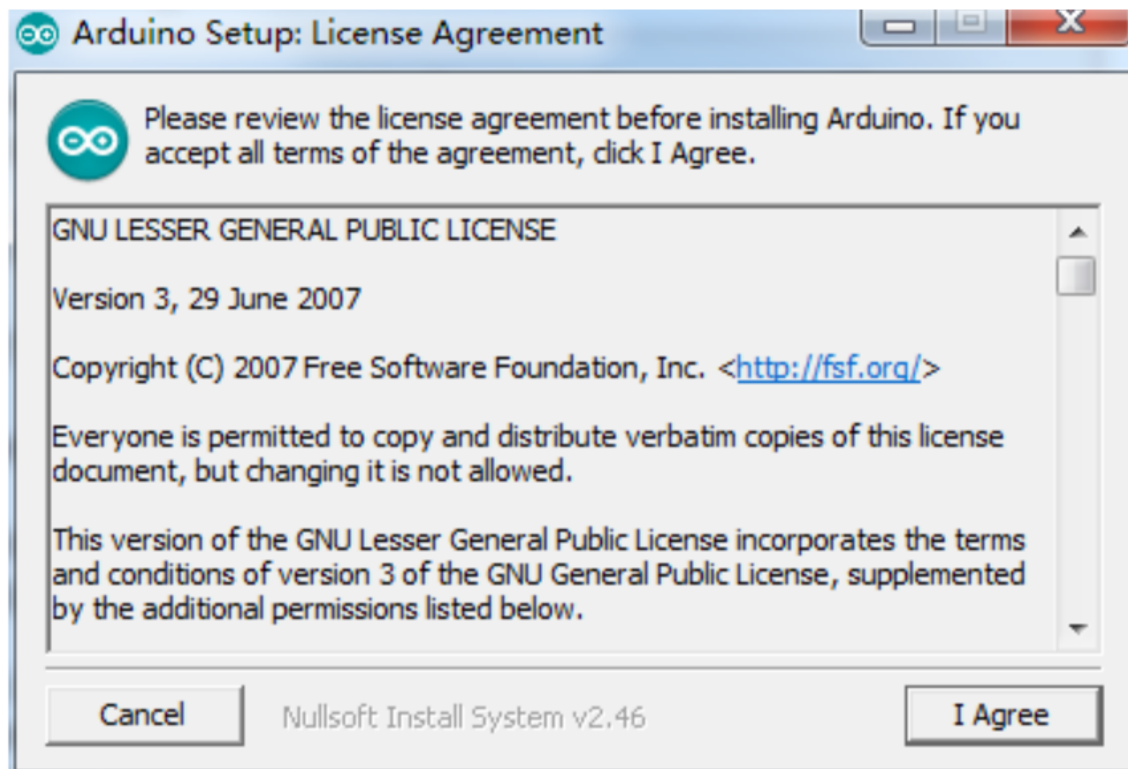 Arduino Setup: License Agreement
Please review the license agreement before installing Arduino. If you
accept all terms of the agreement, click I Agree.
GNU LESSER GENERAL PUBLIC LICENSE
Version 3, 29 June 2007
Copyright (C) 2007 Free Software Foundation, Inc. <http://fsf.org/>
Everyone is permitted to copy and distribute verbatim copies of this license
document, but changing it is not allowed.
This version of the GNU Lesser General Public License incorporates the terms
and conditions of version 3 of the GNU General Public License, supplemented
by the additional permissions listed below.
Cancel
Nullsoft Install System v2.46
I Agree